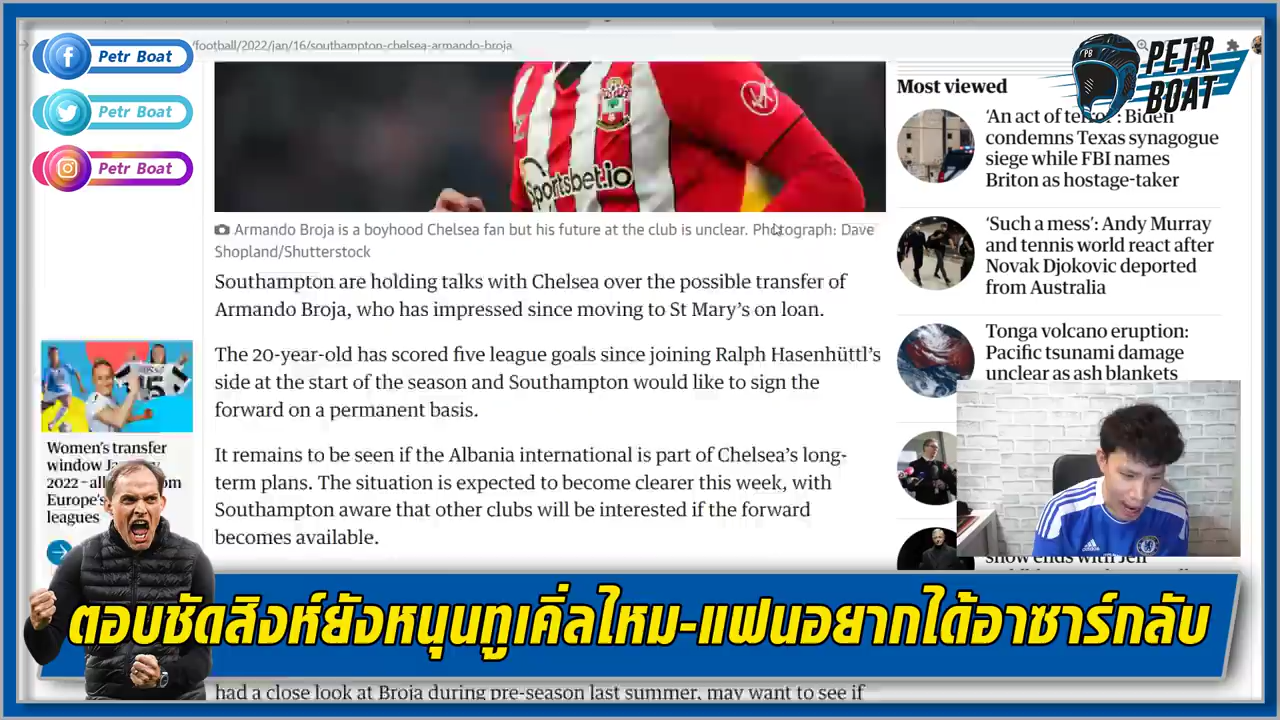 /football/2022/jan/16/southampton-chelsea-armando-broja
Petr Boat
Petr Boat
Petr Boat
PB
PETR
BOAT
Sportsbet.io
Armando Broja is a boyhood Chelsea fan but his future at the club is unclear. Photograph: Dave
Shopland/Shutterstock
Southampton are holding talks with Chelsea over the possible transfer of
Armando Broja, who has impressed since moving to St Mary’s on loan.
The 20-year-old has scored five league goals since joining Ralph Hasenhüttl’s
side at the start of the season and Southampton would like to sign the
forward on a permanent basis.
It remains to be seen if the Albania international is part of Chelsea’s long-
term plans. The situation is expected to become clearer this week, with
Southampton aware that other clubs will be interested if the forward
becomes available.
had a close look at Broja during pre-season last summer, may want to see if
Most viewed
‘An act of terror’: Biden
condemns Texas synagogue
siege while FBI names
Briton as hostage-taker
‘Such a mess’: Andy Murray
and tennis world react after
Novak Djokovic deported
from Australia
Tonga volcano eruption:
Pacific tsunami damage
unclear as ash blankets
show ends with Jen
15
Women’s transfer
window
2022 – all
Europe’s
leagues
adidas
ตอบชัดสิงห์ยังหนุนทูเคิ่ลไหม-แฟนอยากได้อาซาร์กลับ